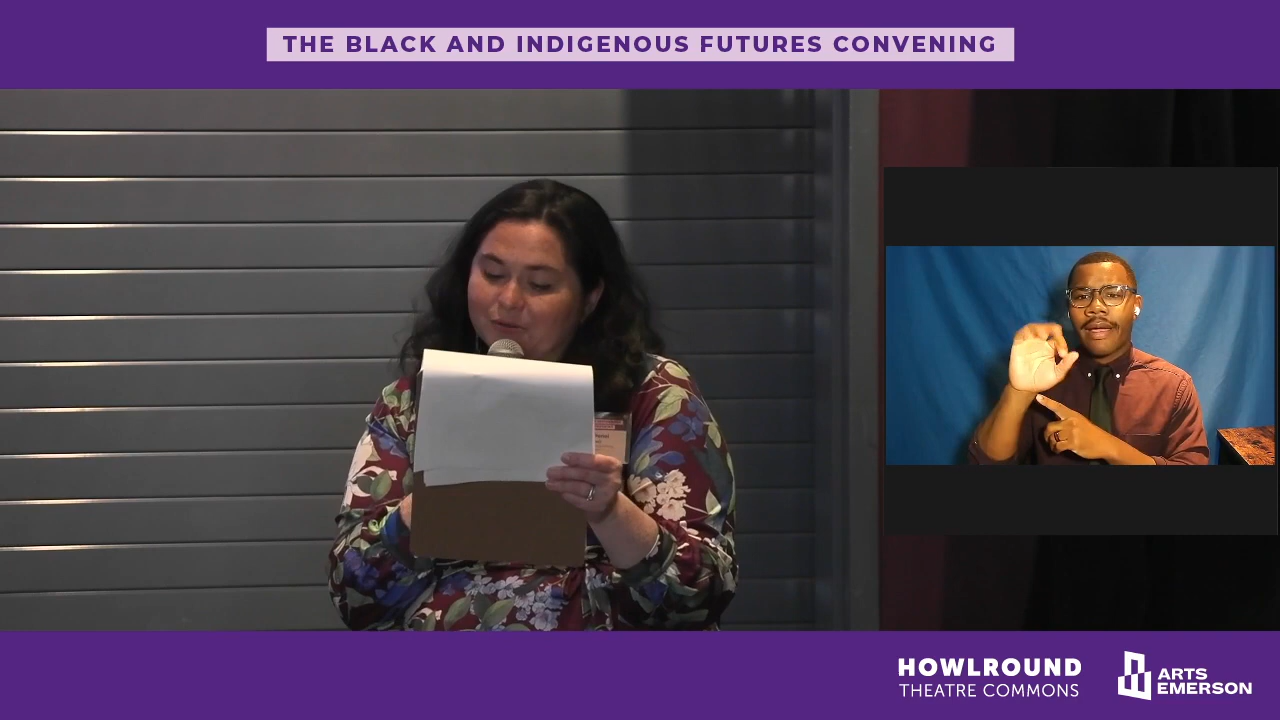 THE BLACK AND INDIGENOUS FUTURES CONVENING
HOWLROUND
THEATRE COMMONS
ARTS
EMERSON